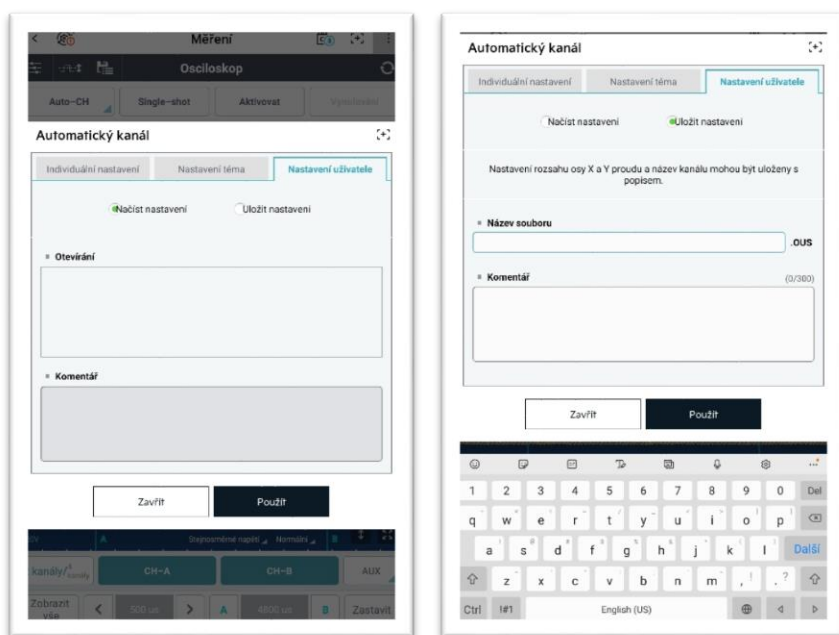 Měření
Osciloskop
Auto-CH Single-shot Aktivovat
Automatický kanál
Individuální nastavení Nastavení téma Nastavení uživatele
Načíst nastavení Uložit nastavení
Otevírání
Komentář
Zavřít Použít
A Stejnosměrné napětí Normální B
kanály/4 kanály CH-A CH-B AUX
Zobrazit vše < 500 us > A 4800 us B Zastavit
Automatický kanál
Individuální nastavení Nastavení téma Nastavení uživatele
Načíst nastavení Uložit nastavení
Nastavení rozsahu osy X a Y proudu a název kanálu mohou být uloženy s
popisem.
Název souboru
.ous
Komentář (0/300)
Zavřít Použít
1 2 3 4 5 6 7 8 9 0 Del
q w e r t y u i o p
a s d f g h j k l Další
z x c v b n m , ! . ?
Ctrl !#1 English (US)